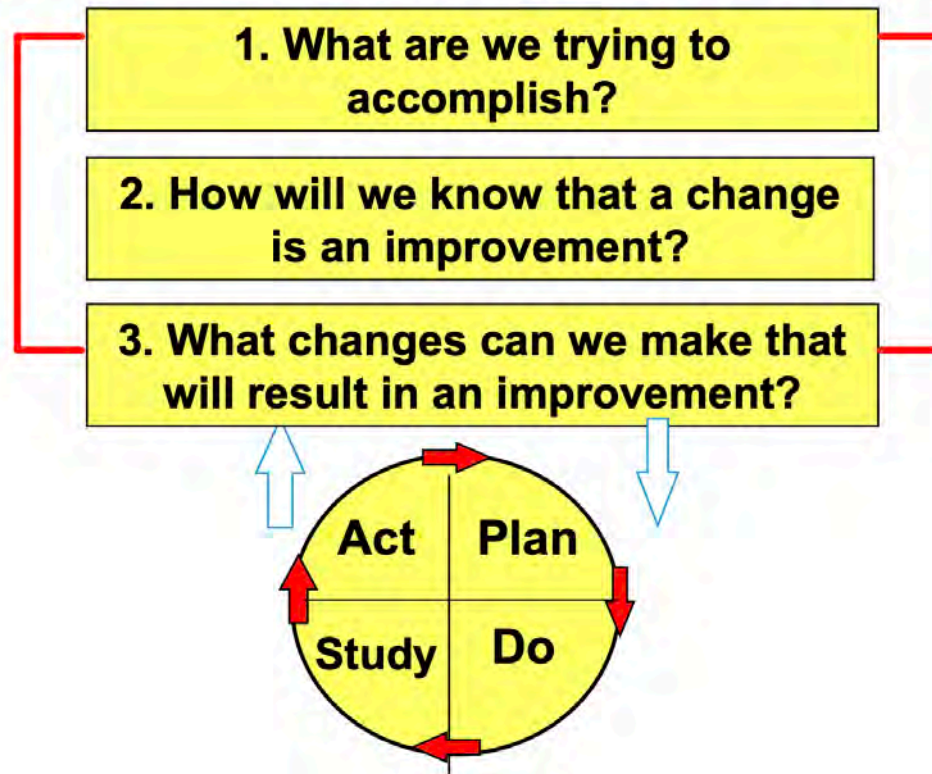 1. What are we trying to
accomplish?
2. How will we know that a change
is an improvement?
3. What changes can we make that
will result in an improvement?
Act
Plan
Study
Do